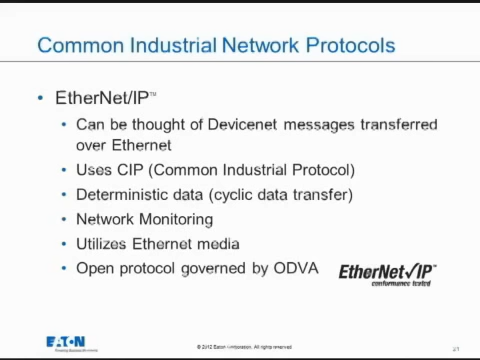 Common Industrial Network Protocols
• EtherNet/IP™
• Can be thought of Devicenet messages transferred
over Ethernet
• Uses CIP (Common Industrial Protocol)
• Deterministic data (cyclic data transfer)
• Network Monitoring
• Utilizes Ethernet media
• Open protocol governed by ODVA
EtherNet/IP™
conformance tested
EATON
Powering Business Worldwide
© 2012 Eaton Corporation. All rights reserved.